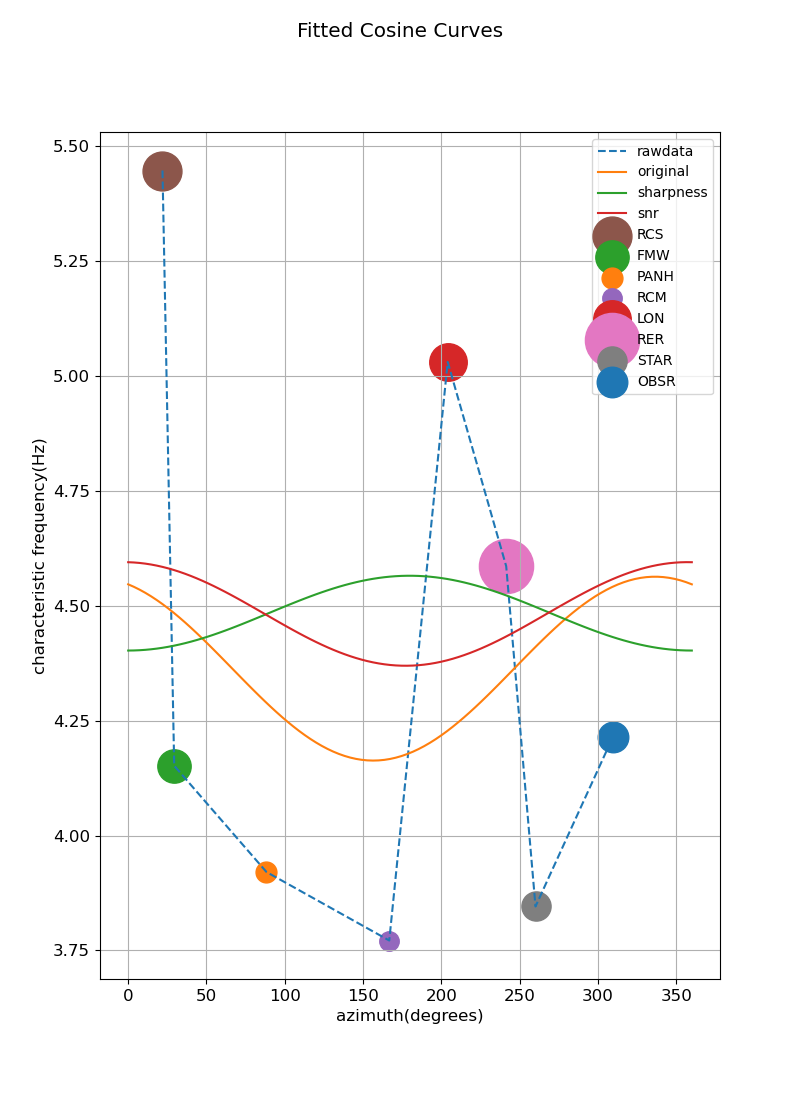 Fitted Cosine Curves
5.50
5.25
5.00
4.75
4.50
4.25
4.00
3.75
characteristic frequency(Hz)
rawdata
original
sharpness
snr
RCS
FMW
PANH
RCM
LON
RER
STAR
OBSR
0 50 100 150 200 250 300 350
azimuth(degrees)